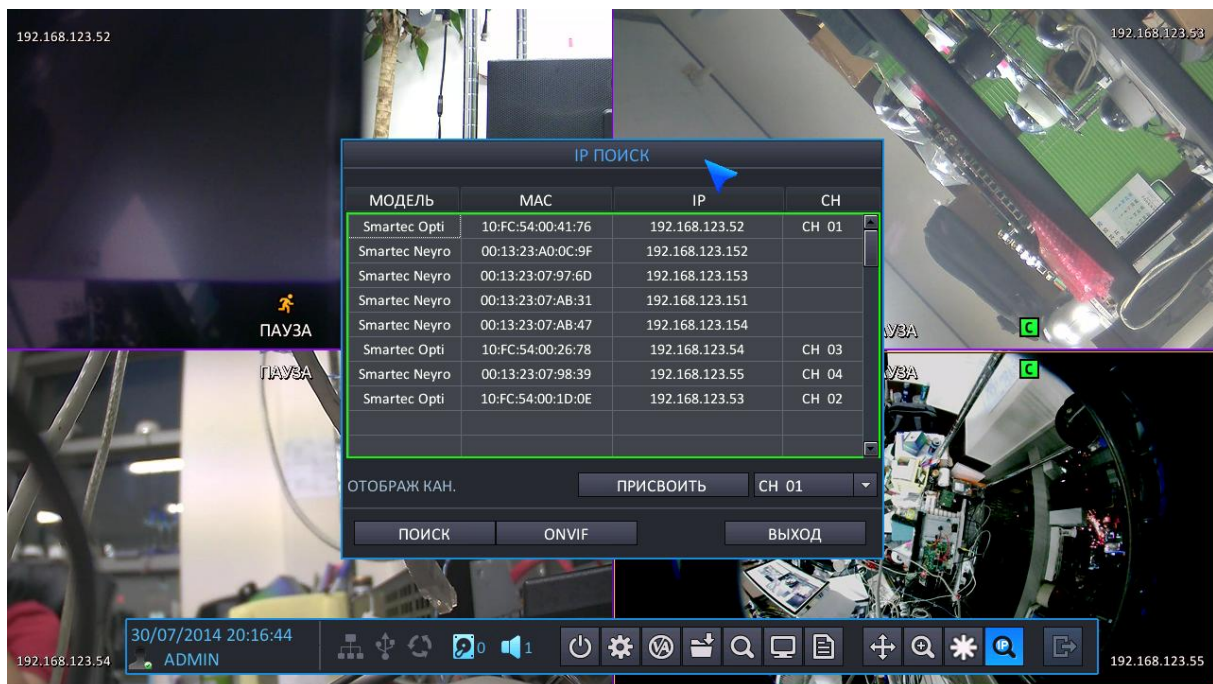 192.168.123.52
192.168.123.53
IP ПОИСК
МОДЕЛЬ MAC IP CH
Smartec Opti 10:FC:54:00:41:76 192.168.123.52 CH 01
Smartec Neyro 00:13:23:A0:0C:9F 192.168.123.152
Smartec Neyro 00:13:23:07:97:6D 192.168.123.153
Smartec Neyro 00:13:23:07:AB:31 192.168.123.151
Smartec Neyro 00:13:23:07:AB:47 192.168.123.154
Smartec Opti 10:FC:54:00:26:78 192.168.123.54 CH 03
Smartec Neyro 00:13:23:07:98:39 192.168.123.55 CH 04
Smartec Opti 10:FC:54:00:1D:0E 192.168.123.53 CH 02
ОТОБРАЖ КАН. ПРИСВОИТЬ CH 01
ПОИСК ONVIF ВЫХОД
ПАУЗА
УЗА
C
ПАУЗА
УЗА
C
30/07/2014 20:16:44
ADMIN
0 1
VA
IP
192.168.123.54
192.168.123.55